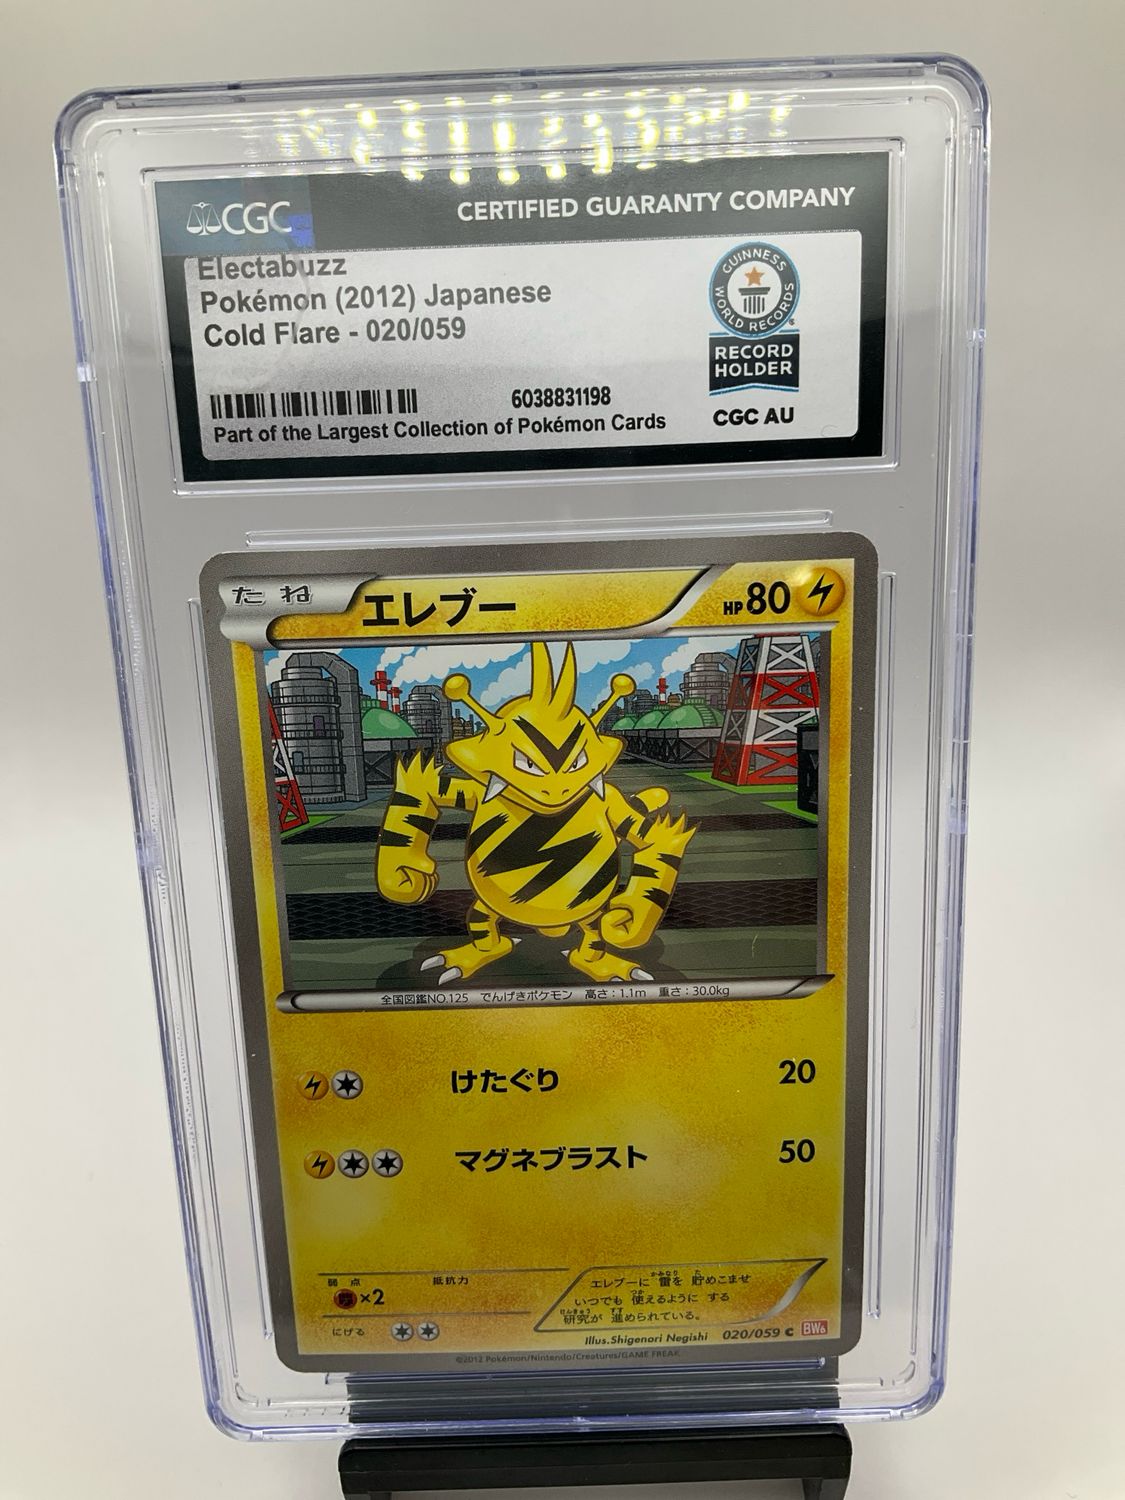 CGC
CERTIFIED GUARANTY COMPANY
Electabuzz
Pokémon (2012) Japanese
Cold Flare - 020/059
6038831198
Part of the Largest Collection of Pokémon Cards
GUINNESS
WORLD RECORDS
RECORD
HOLDER
CGC AU
たね
エレブー
HP80
全国図鑑NO.125 でんげきポケモン 高さ:1.1m 重さ:30.0kg
けたぐり 20
マグネブラスト 50
弱点 抵抗力
×2
にげる
エレブーに 雷を 貯めこませ
いつでも 使えるように する
研究が 進められている。
Illus.Shigenori Negishi 020/059 C BW6
©2012 Pokémon/Nintendo/Creatures/GAME FREAK